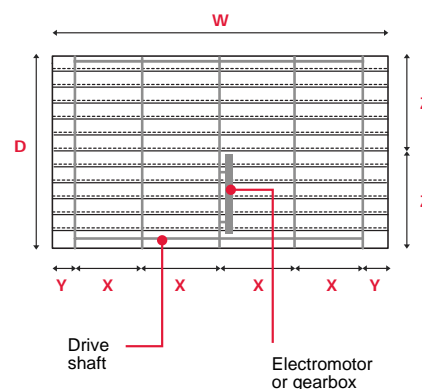 W
D
Y X X X X Y
Drive
shaft
Electromotor
or gearbox